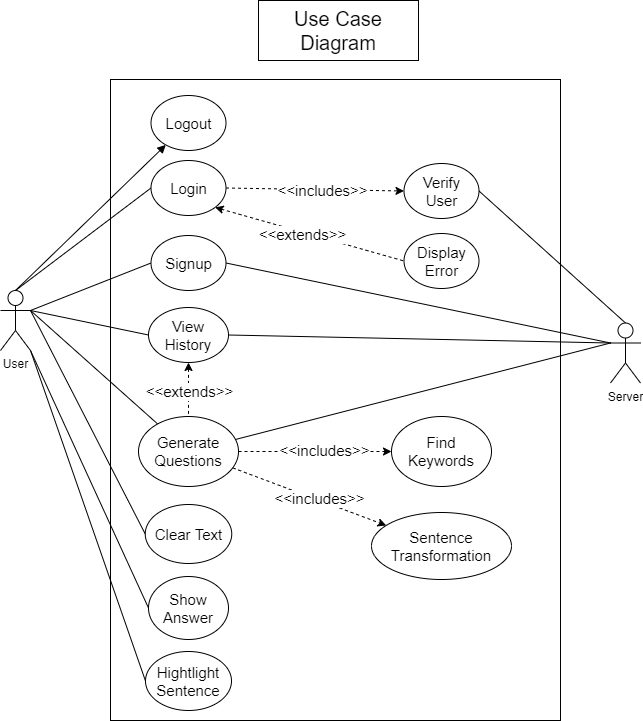 Use Case
Diagram
Logout
Login
<<includes>>
Verify
User
<<extends>>
Display
Error
Signup
User
View
History
Server
<<extends>>
Generate
Questions
<<includes>>
Find
Keywords
<<includes>>
Clear Text
Sentence
Transformation
Show
Answer
Hightlight
Sentence